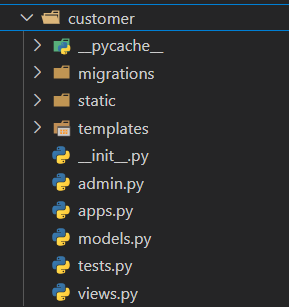 customer
__pycache__
migrations
static
templates
__init__.py
admin.py
apps.py
models.py
tests.py
views.py